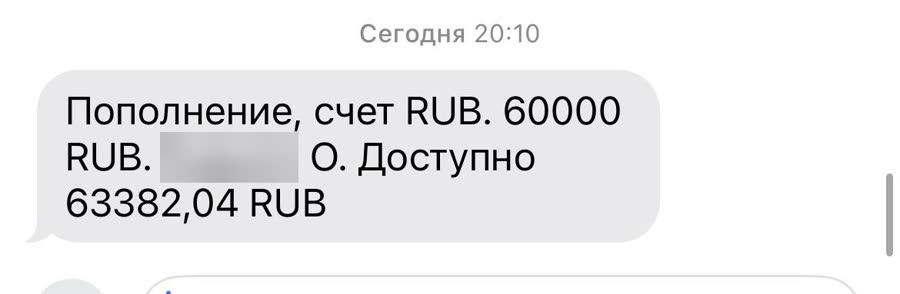 Сегодня 20:10
Пополнение, счет RUB. 60000
RUB. О. Доступно
63382,04 RUB